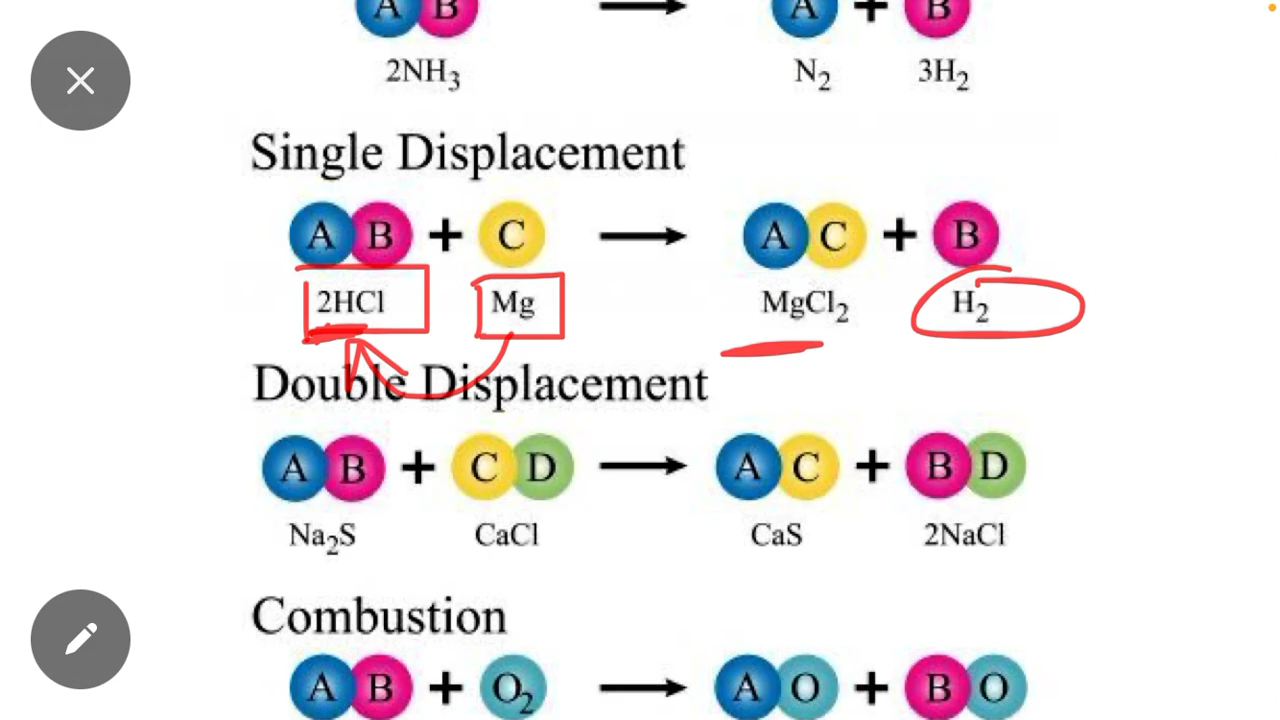 A B → A + B
2NH₃ N₂ 3H₂
Single Displacement
A B + C → A C + B
2HCl Mg MgCl₂ H₂
Double Displacement
A B + C D → A C + B D
Na₂S CaCl CaS 2NaCl
Combustion
A B + O₂ → A O + B O